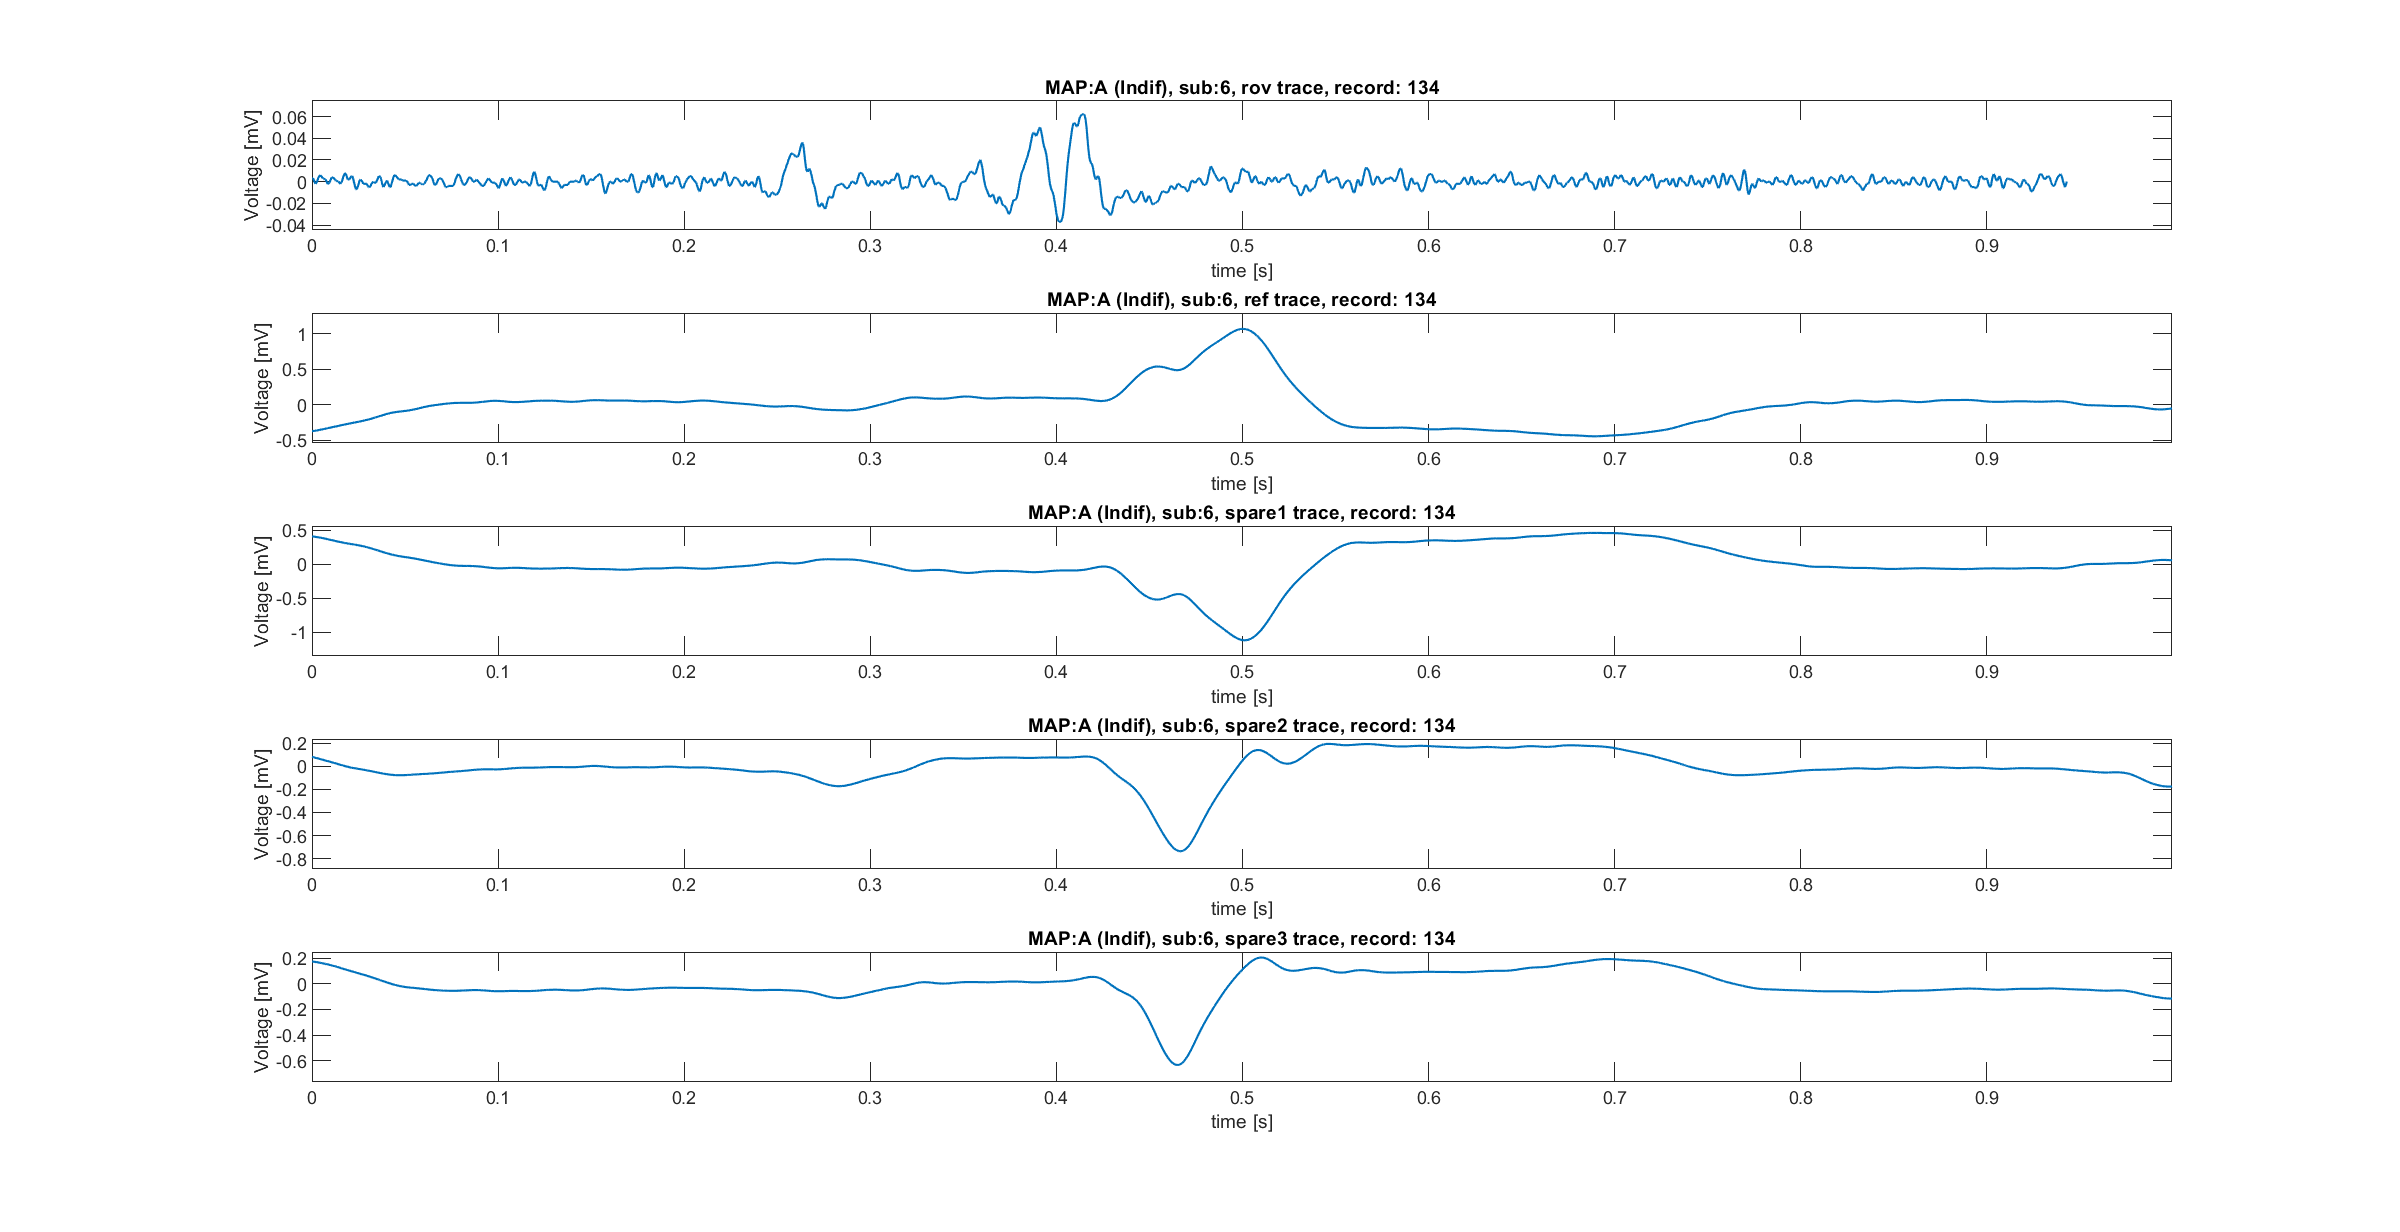 MAP:A (Indif), sub:6, rov trace, record: 134
Voltage [mV]
0.06
0.04
0.02
0
-0.02
-0.04
0 0.1 0.2 0.3 0.4 0.5 0.6 0.7 0.8 0.9
time [s]
MAP:A (Indif), sub:6, ref trace, record: 134
Voltage [mV]
1
0.5
0
-0.5
0 0.1 0.2 0.3 0.4 0.5 0.6 0.7 0.8 0.9
time [s]
MAP:A (Indif), sub:6, spare1 trace, record: 134
Voltage [mV]
0.5
0
-0.5
-1
0 0.1 0.2 0.3 0.4 0.5 0.6 0.7 0.8 0.9
time [s]
MAP:A (Indif), sub:6, spare2 trace, record: 134
Voltage [mV]
0.2
0
-0.2
-0.4
-0.6
-0.8
0 0.1 0.2 0.3 0.4 0.5 0.6 0.7 0.8 0.9
time [s]
MAP:A (Indif), sub:6, spare3 trace, record: 134
Voltage [mV]
0.2
0
-0.2
-0.4
-0.6
0 0.1 0.2 0.3 0.4 0.5 0.6 0.7 0.8 0.9
time [s]